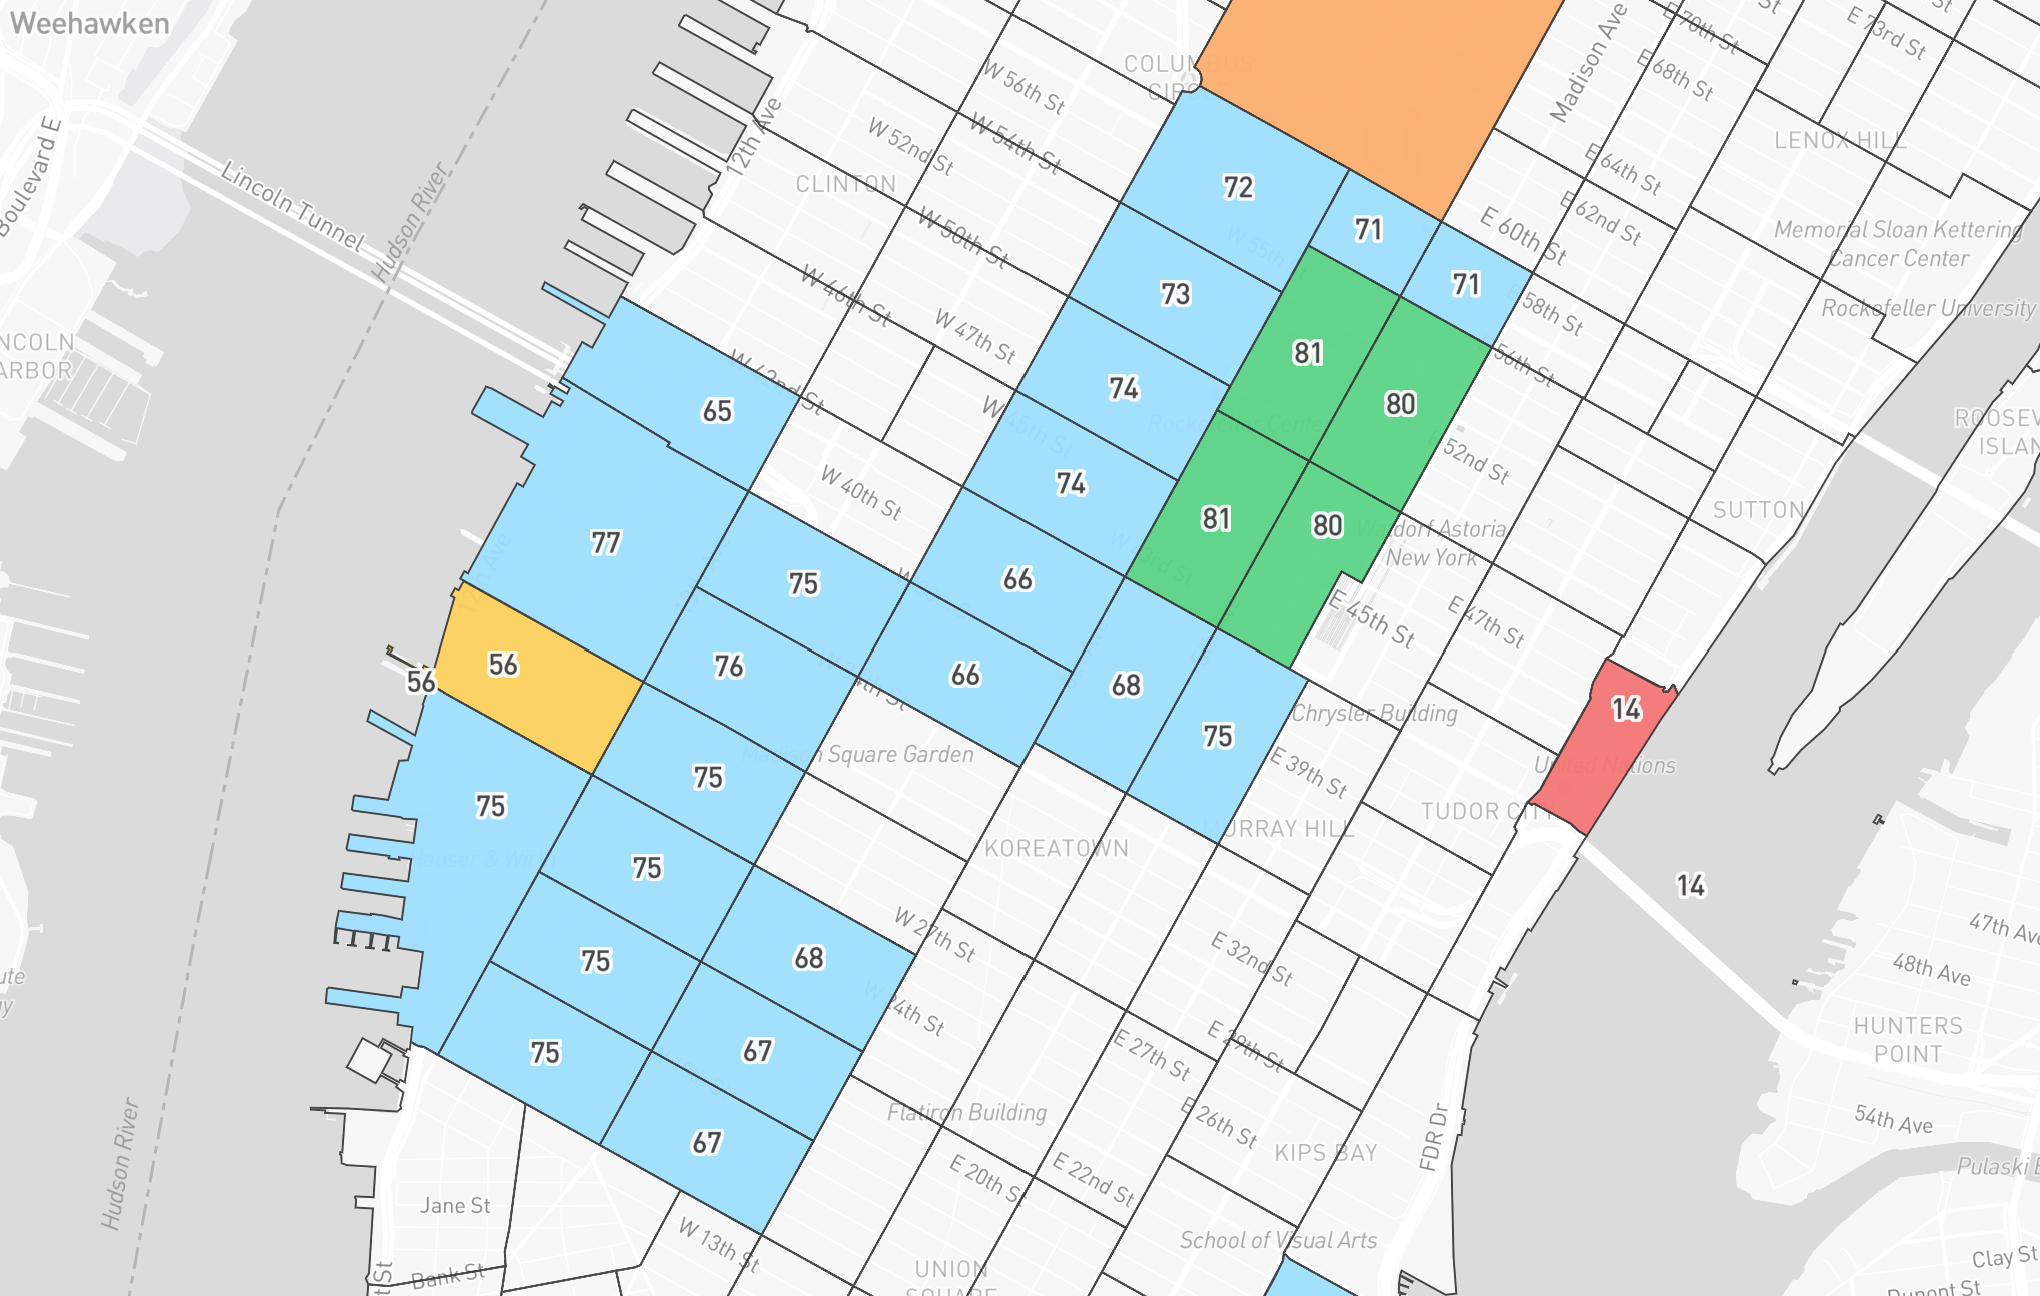 Weehawken
Boulevard E
Lincoln Tunnel
Hudson River
12th Ave
NCOLN
ARBOR
CLINTON
W 56th St
W 54th St
W 52nd St
W 50th St
W 46th St
W 47th St
W 42nd St
W 45th St
W 40th St
COLUMBUS
Madison Ave
E 70th St
E 68th St
E 73rd St
St
St
LENOX HILL
E 64th St
E 62nd St
E 60th St
Memorial Sloan Kettering
Cancer Center
Rockefeller University
58th St
56th St
W 55th
72
71
71
73
81
80
74
65
74
81
80
77
75
66
76
66
68
75
56
56
75
75
75
75
68
75
67
67
14
14
Rockefeller Cente
52nd St
W 43rd St
Waldorf Astoria
New York
E 45th St
E 47th St
SUTTON
ROOSEV
ISLAN
Chrysler Building
United Nations
TUDOR CITY
E 39th St
MURRAY HILL
Madison Square Garden
KOREATOWN
Hauser & Wirth
W 27th St
W 24th St
E 32nd St
E 29th St
E 27th St
E 26th St
Flatiron Building
E 20th St
E 22nd St
KIPS BAY
FDR Dr
School of Visual Arts
UNION
SQUARE
W 13th St
Jane St
Bank St
t St
Hudson River
ute
y
47th Ave
48th Ave
HUNTERS
POINT
54th Ave
Pulaski B
Clay St
Dupont St